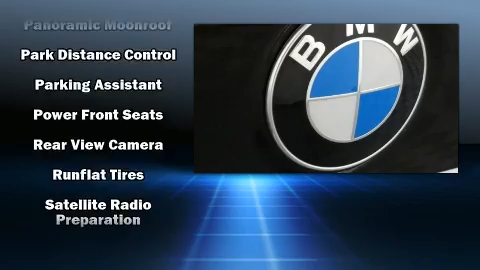 Panoramic Moonroof
Park Distance Control
Parking Assistant
Power Front Seats
Rear View Camera
Runflat Tires
Satellite Radio
Preparation
BMW